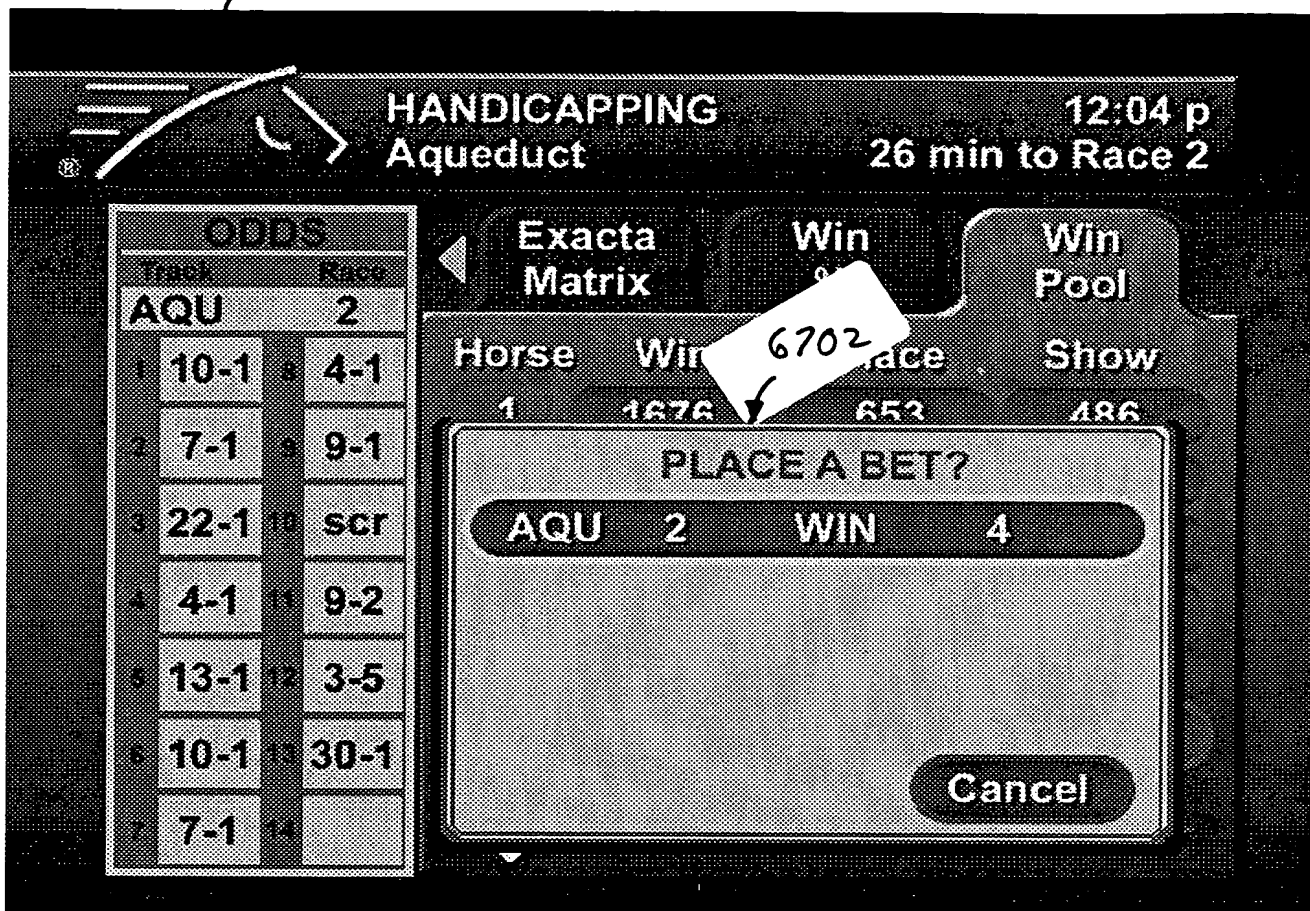 HANDICAPPING
Aqueduct
12:04 p
26 min to Race 2
®
ODDS
Track Race
AQU 2
1 10-1 8 4-1
2 7-1 9 9-1
3 22-1 10 scr
4 4-1 11 9-2
5 13-1 12 3-5
6 10-1 13 30-1
7 7-1 14
Exacta
Matrix
Win
Win
Pool
6702
Horse Show
1 1676 653 486
PLACE A BET?
AQU 2 WIN 4
Cancel